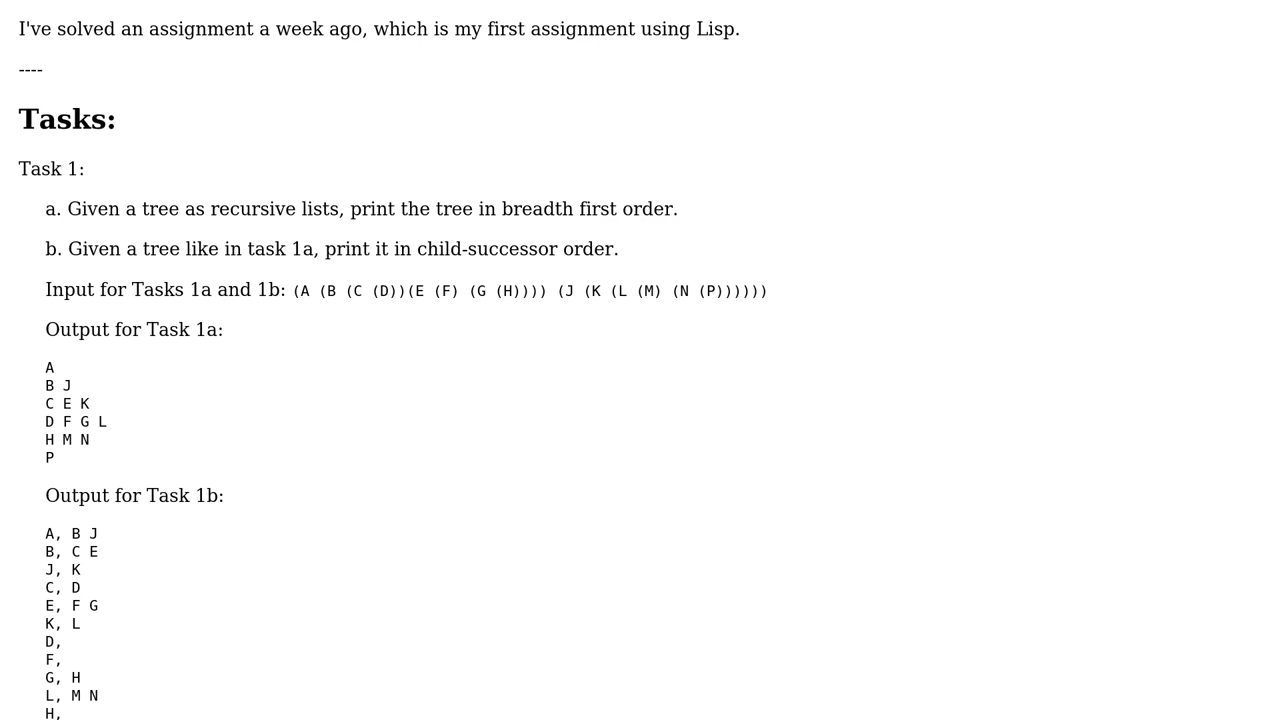 I've solved an assignment a week ago, which is my first assignment using Lisp.
----
Tasks:
Task 1:
a. Given a tree as recursive lists, print the tree in breadth first order.
b. Given a tree like in task 1a, print it in child-successor order.
Input for Tasks 1a and 1b: (A (B (C (D))(E (F) (G (H)))) (J (K (L (M) (N (P))))))
Output for Task 1a:
A
B J
C E K
D F G L
H M N
P
Output for Task 1b:
A, B J
B, C E
J, K
C, D
E, F G
K, L
D,
F,
G, H
L, M N
H,